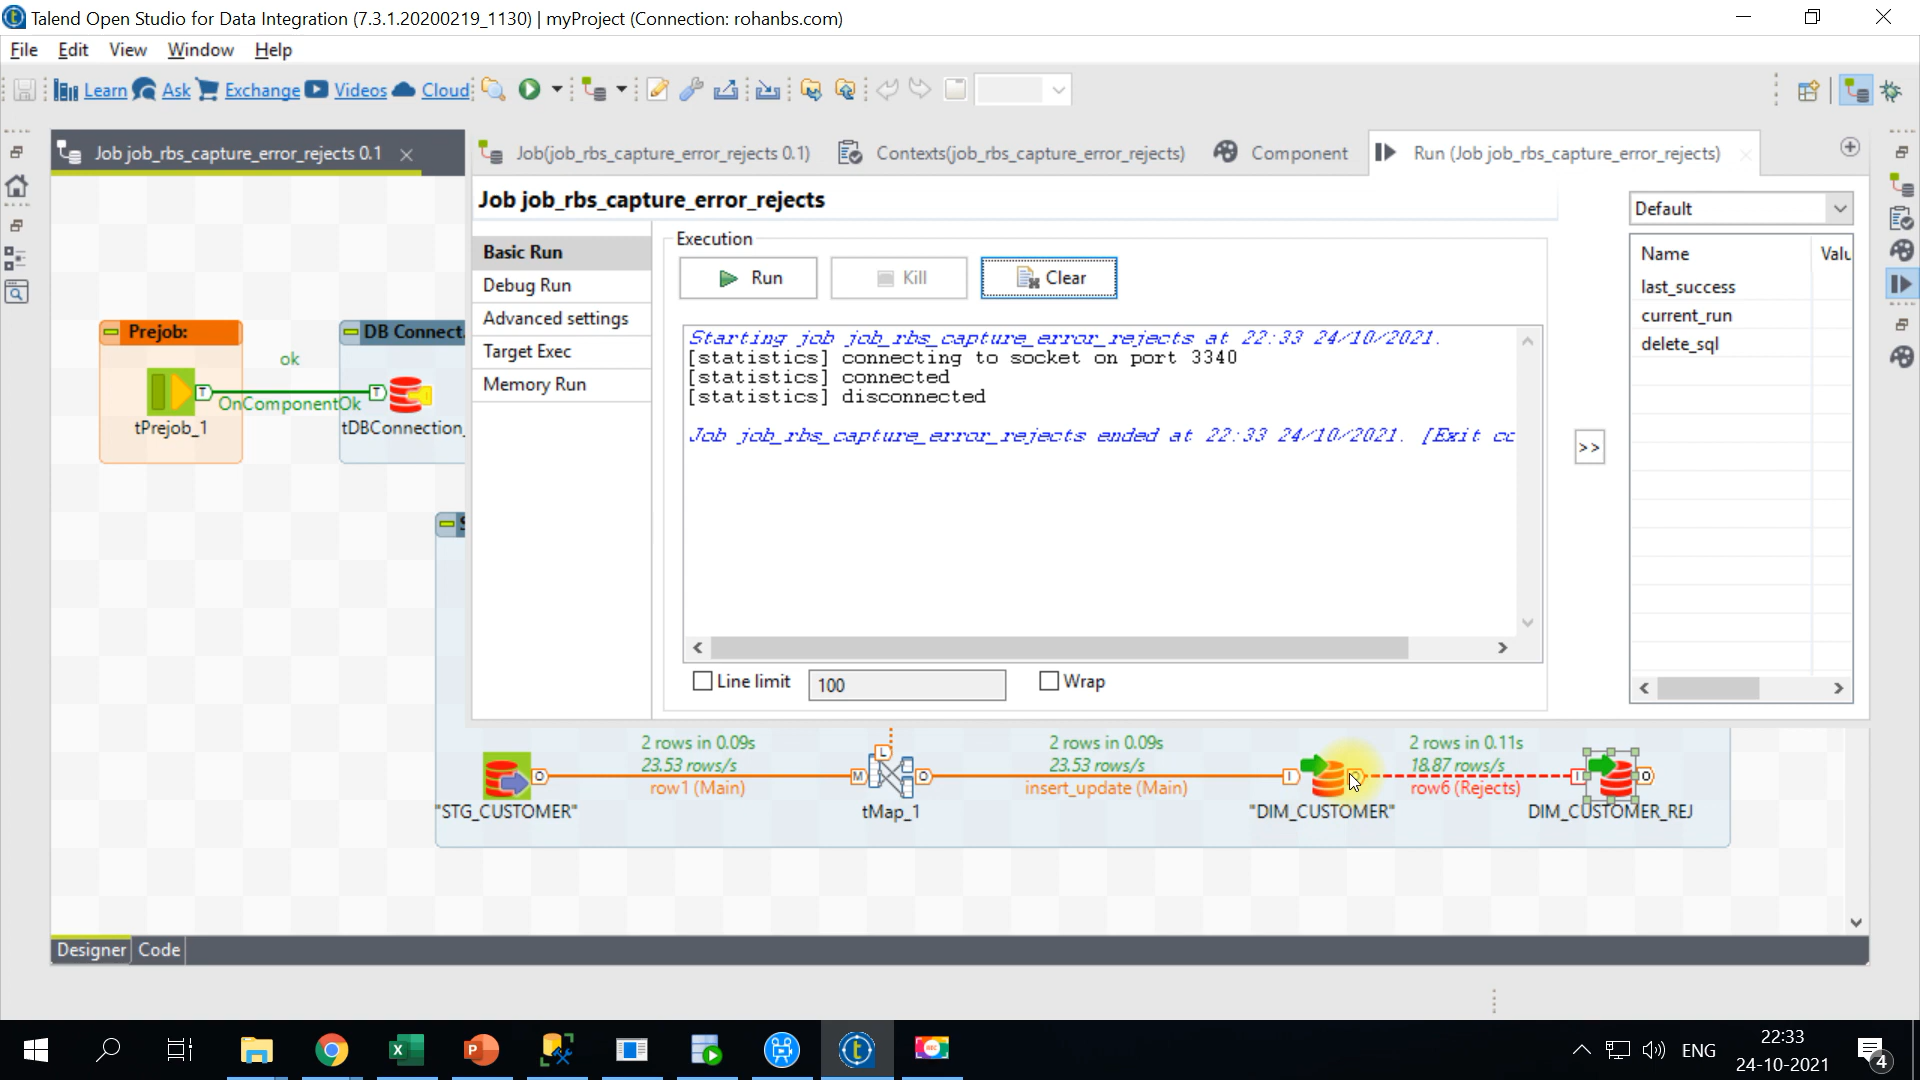 Talend Open Studio for Data Integration (7.3.1.20200219_1130) | myProject (Connection: rohanbs.com)
File Edit View Window Help
Learn Ask Exchange Videos Cloud
Job job_rbs_capture_error_rejects 0.1
Job(job_rbs_capture_error_rejects 0.1)
Contexts(job_rbs_capture_error_rejects)
Component
Run (Job job_rbs_capture_error_rejects)
Job job_rbs_capture_error_rejects
Default
Basic Run
Debug Run
Advanced settings
Target Exec
Memory Run
Execution
Run
Kill
Clear
Starting job job_rbs_capture_error_rejects at 22:33 24/10/2021.
[statistics] connecting to socket on port 3340
[statistics] connected
[statistics] disconnected
Job job_rbs_capture_error_rejects ended at 22:33 24/10/2021. [Exit co
Line limit
100
Wrap
>>
Name Valu
last_success
current_run
delete_sql
Prejob:
ok
DB Connect.
OnComponentOk
tPrejob_1
tDBConnection_
2 rows in 0.09s
23.53 rows/s
row1 (Main)
2 rows in 0.09s
23.53 rows/s
insert_update (Main)
2 rows in 0.11s
18.87 rows/s
row6 (Rejects)
"STG_CUSTOMER"
tMap_1
"DIM_CUSTOMER"
DIM_CUSTOMER_REJ
Designer Code
ENG
22:33
24-10-2021
4